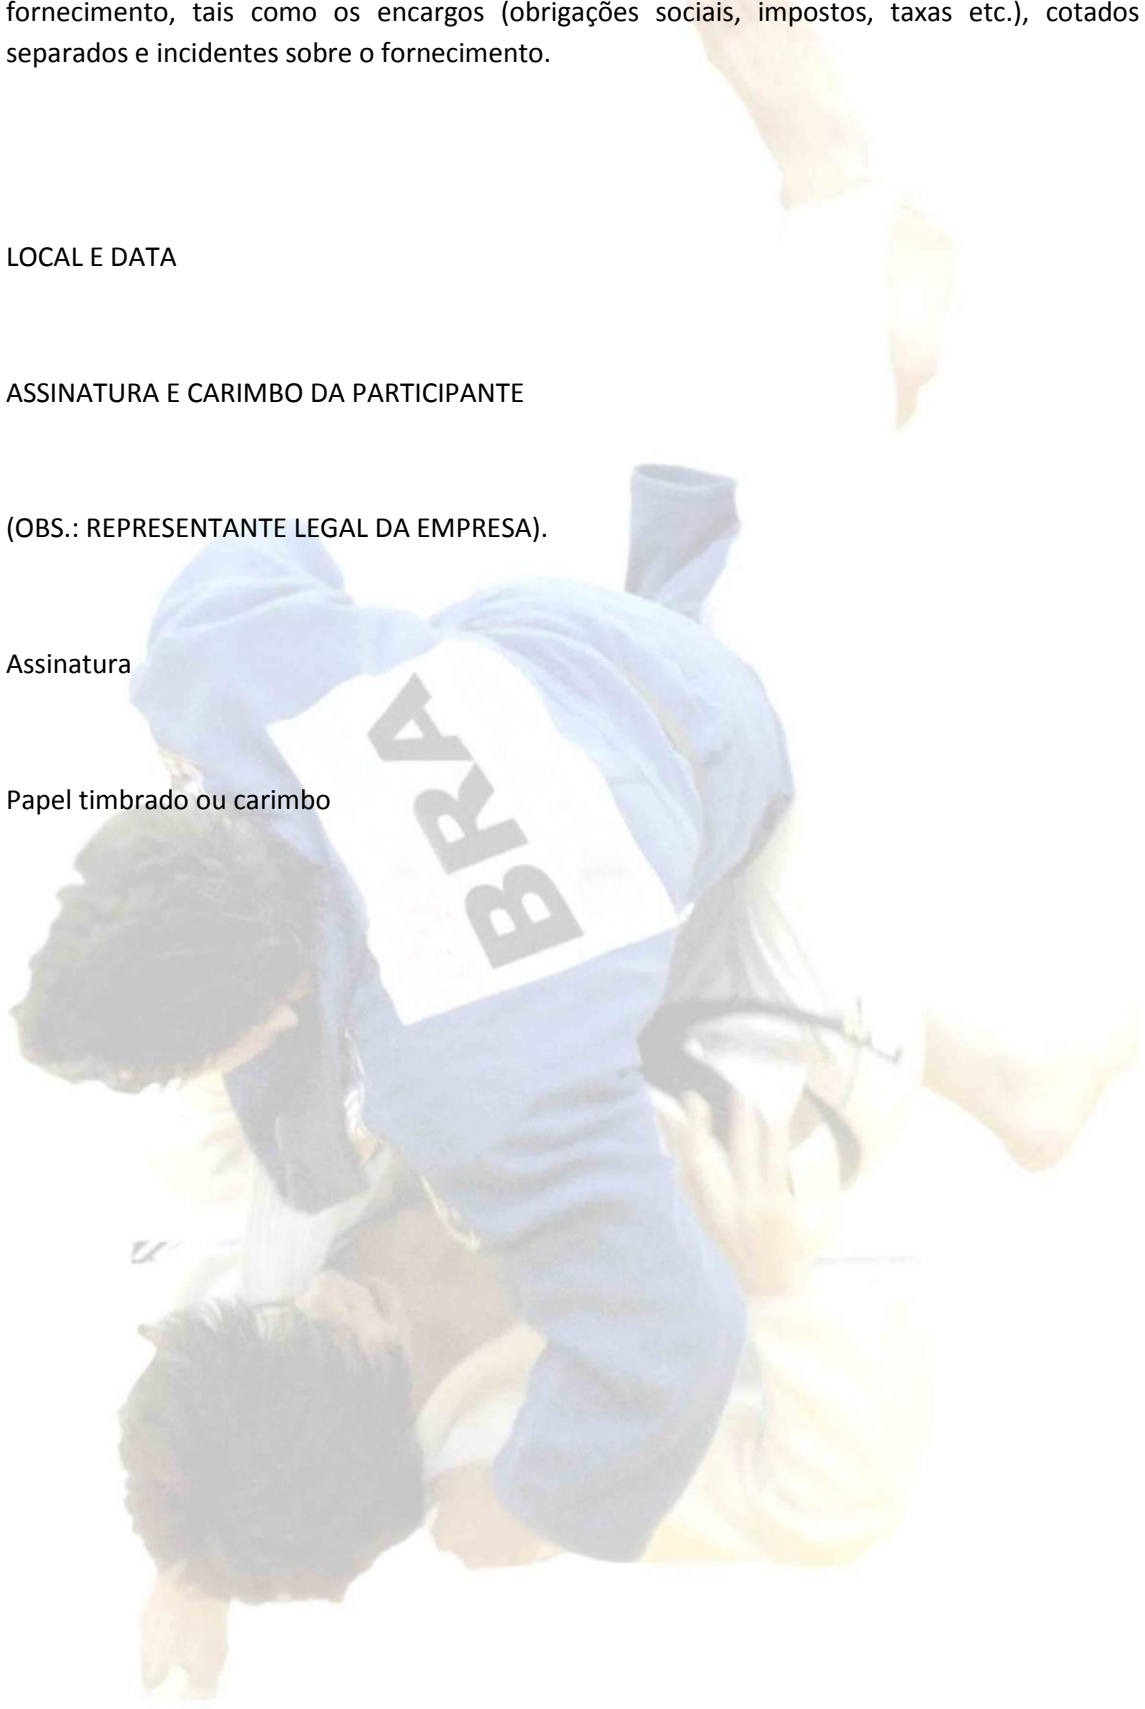 fornecimento, tais como os encargos (obrigações sociais, impostos, taxas etc.), cotados
separados e incidentes sobre o fornecimento.
LOCAL E DATA
ASSINATURA E CARIMBO DA PARTICIPANTE
(OBS.: REPRESENTANTE LEGAL DA EMPRESA).
Assinatura
Papel timbrado ou carimbo
BRA